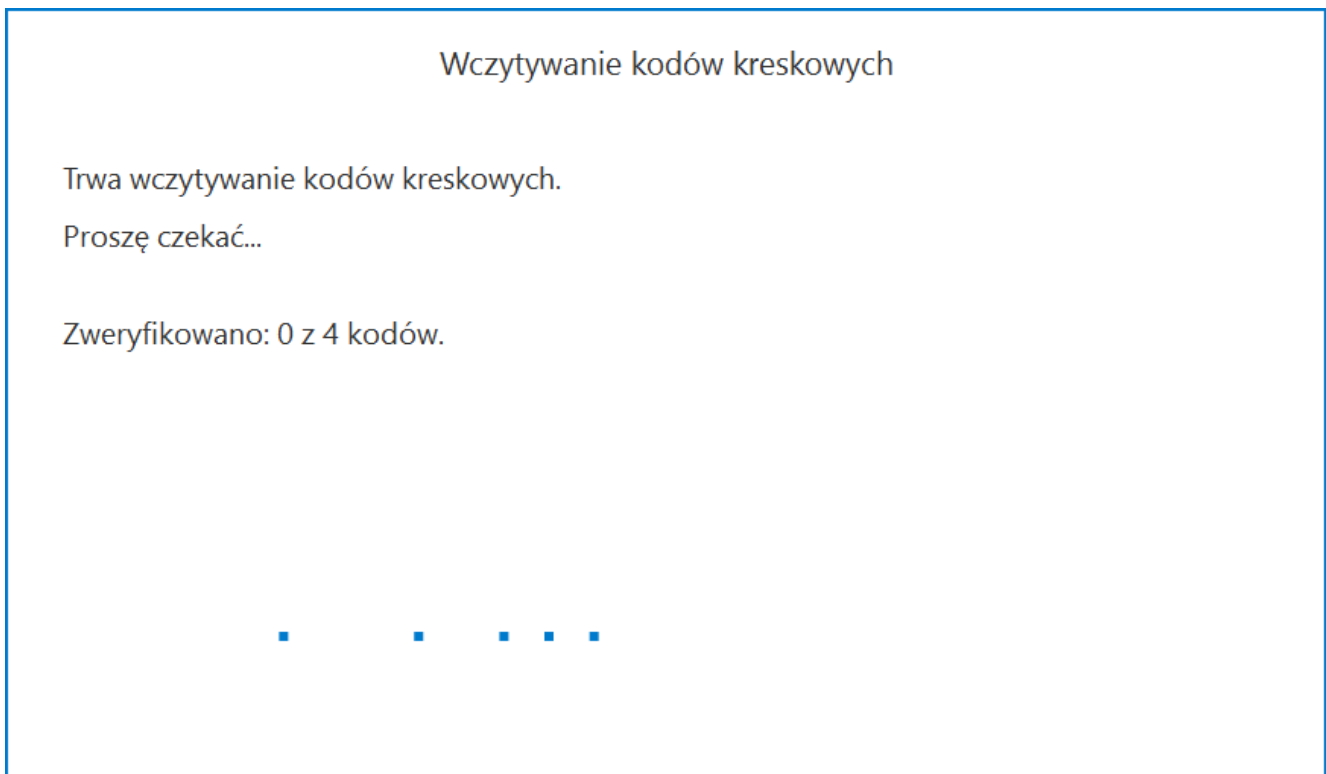 Wczytywanie kodów kreskowych
Trwa wczytywanie kodów kreskowych.
Proszę czekać...
Zweryfikowano: 0 z 4 kodów.